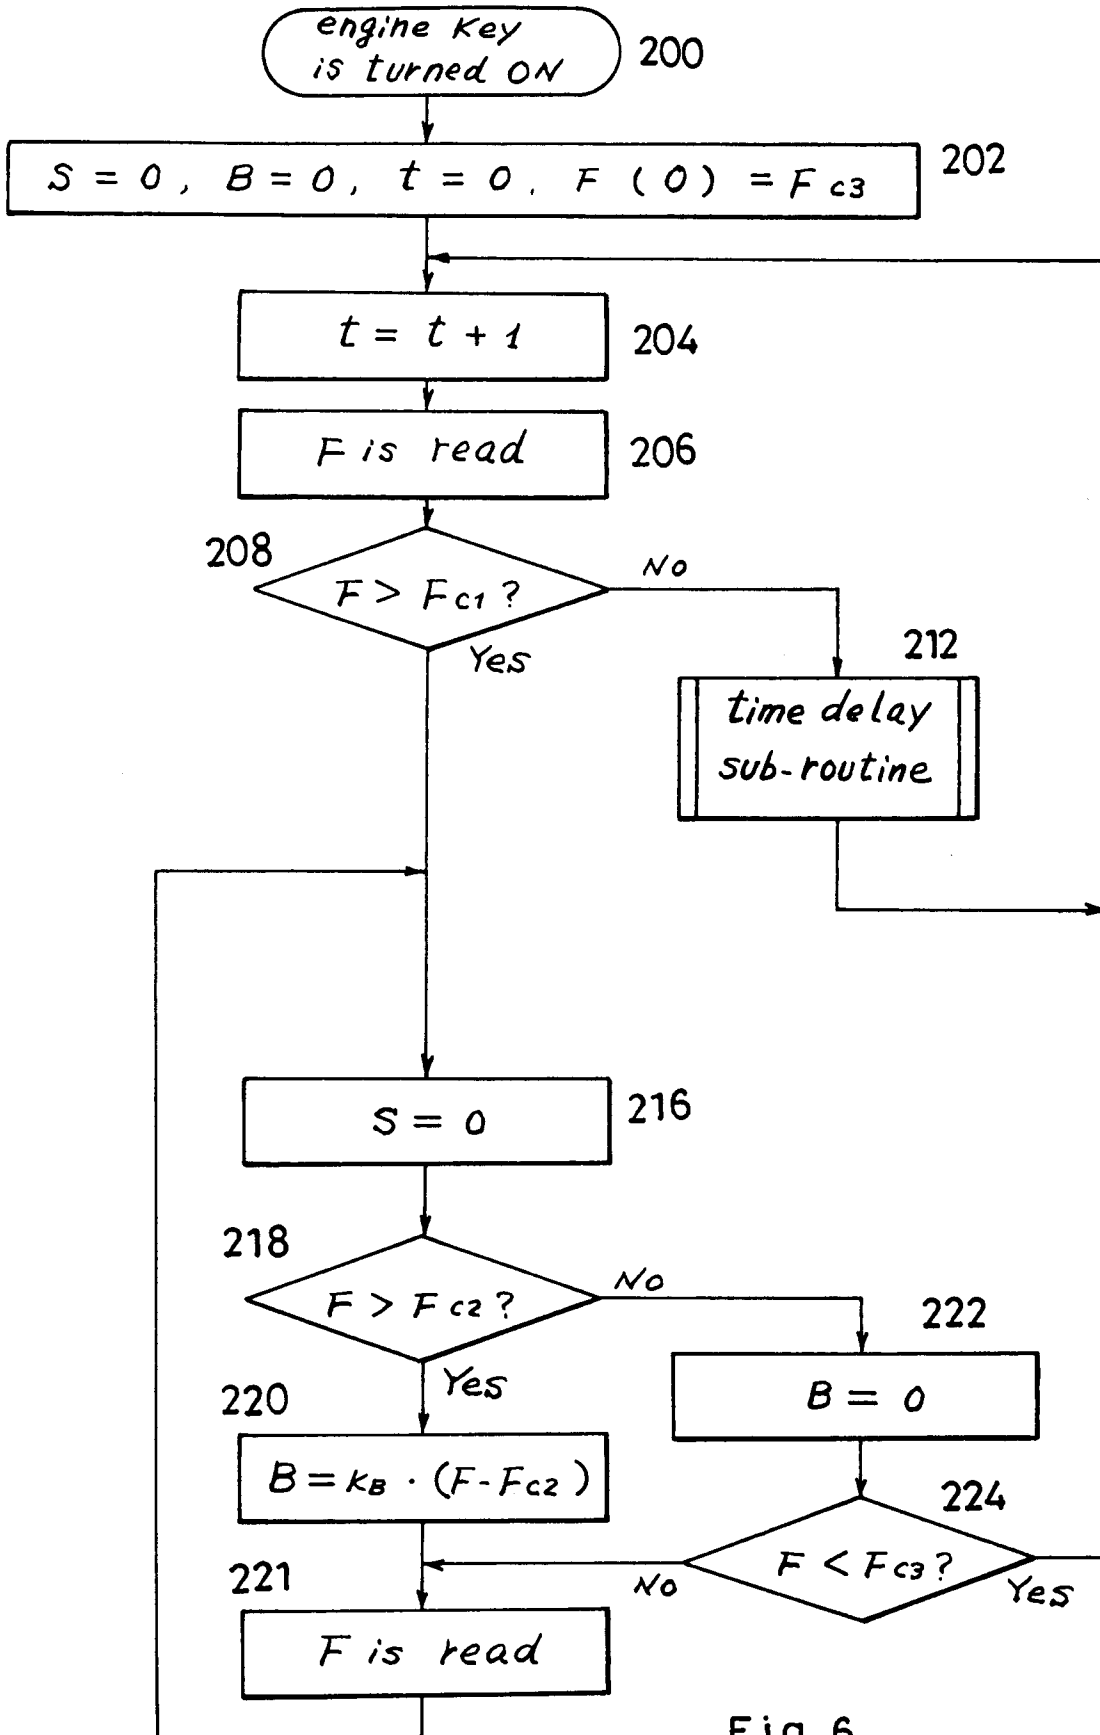 engine key
is turned ON
200
S = 0, B = 0, t = 0, F (0) = Fc3
202
t = t + 1
204
F is read
206
208
F > Fc1 ?
No
Yes
212
time delay
sub-routine
S = 0
216
218
F > Fc2 ?
No
Yes
222
B = 0
220
B = KB · (F - Fc2)
224
F < Fc3 ?
No
Yes
221
F is read
Fig. 6